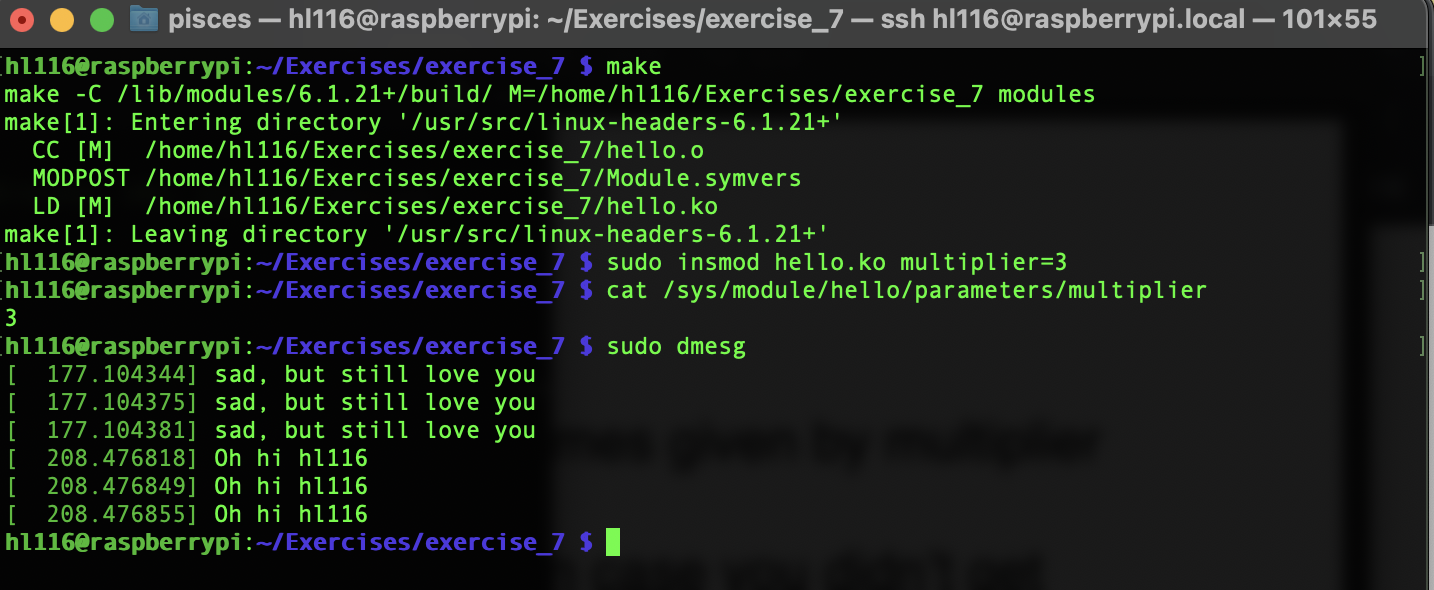 pisces — hl116@raspberrypi: ~/Exercises/exercise_7 — ssh hl116@raspberrypi.local — 101×55
[hl116@raspberrypi:~/Exercises/exercise_7 $ make ]
make -C /lib/modules/6.1.21+/build/ M=/home/hl116/Exercises/exercise_7 modules
make[1]: Entering directory '/usr/src/linux-headers-6.1.21+'
  CC [M]  /home/hl116/Exercises/exercise_7/hello.o
  MODPOST /home/hl116/Exercises/exercise_7/Module.symvers
  LD [M]  /home/hl116/Exercises/exercise_7/hello.ko
make[1]: Leaving directory '/usr/src/linux-headers-6.1.21+'
[hl116@raspberrypi:~/Exercises/exercise_7 $ sudo insmod hello.ko multiplier=3 ]
[hl116@raspberrypi:~/Exercises/exercise_7 $ cat /sys/module/hello/parameters/multiplier ]
3
[hl116@raspberrypi:~/Exercises/exercise_7 $ sudo dmesg ]
[  177.104344] sad, but still love you
[  177.104375] sad, but still love you
[  177.104381] sad, but still love you
[  208.476818] Oh hi hl116
[  208.476849] Oh hi hl116
[  208.476855] Oh hi hl116
hl116@raspberrypi:~/Exercises/exercise_7 $
given by multiplier
case you didn't get